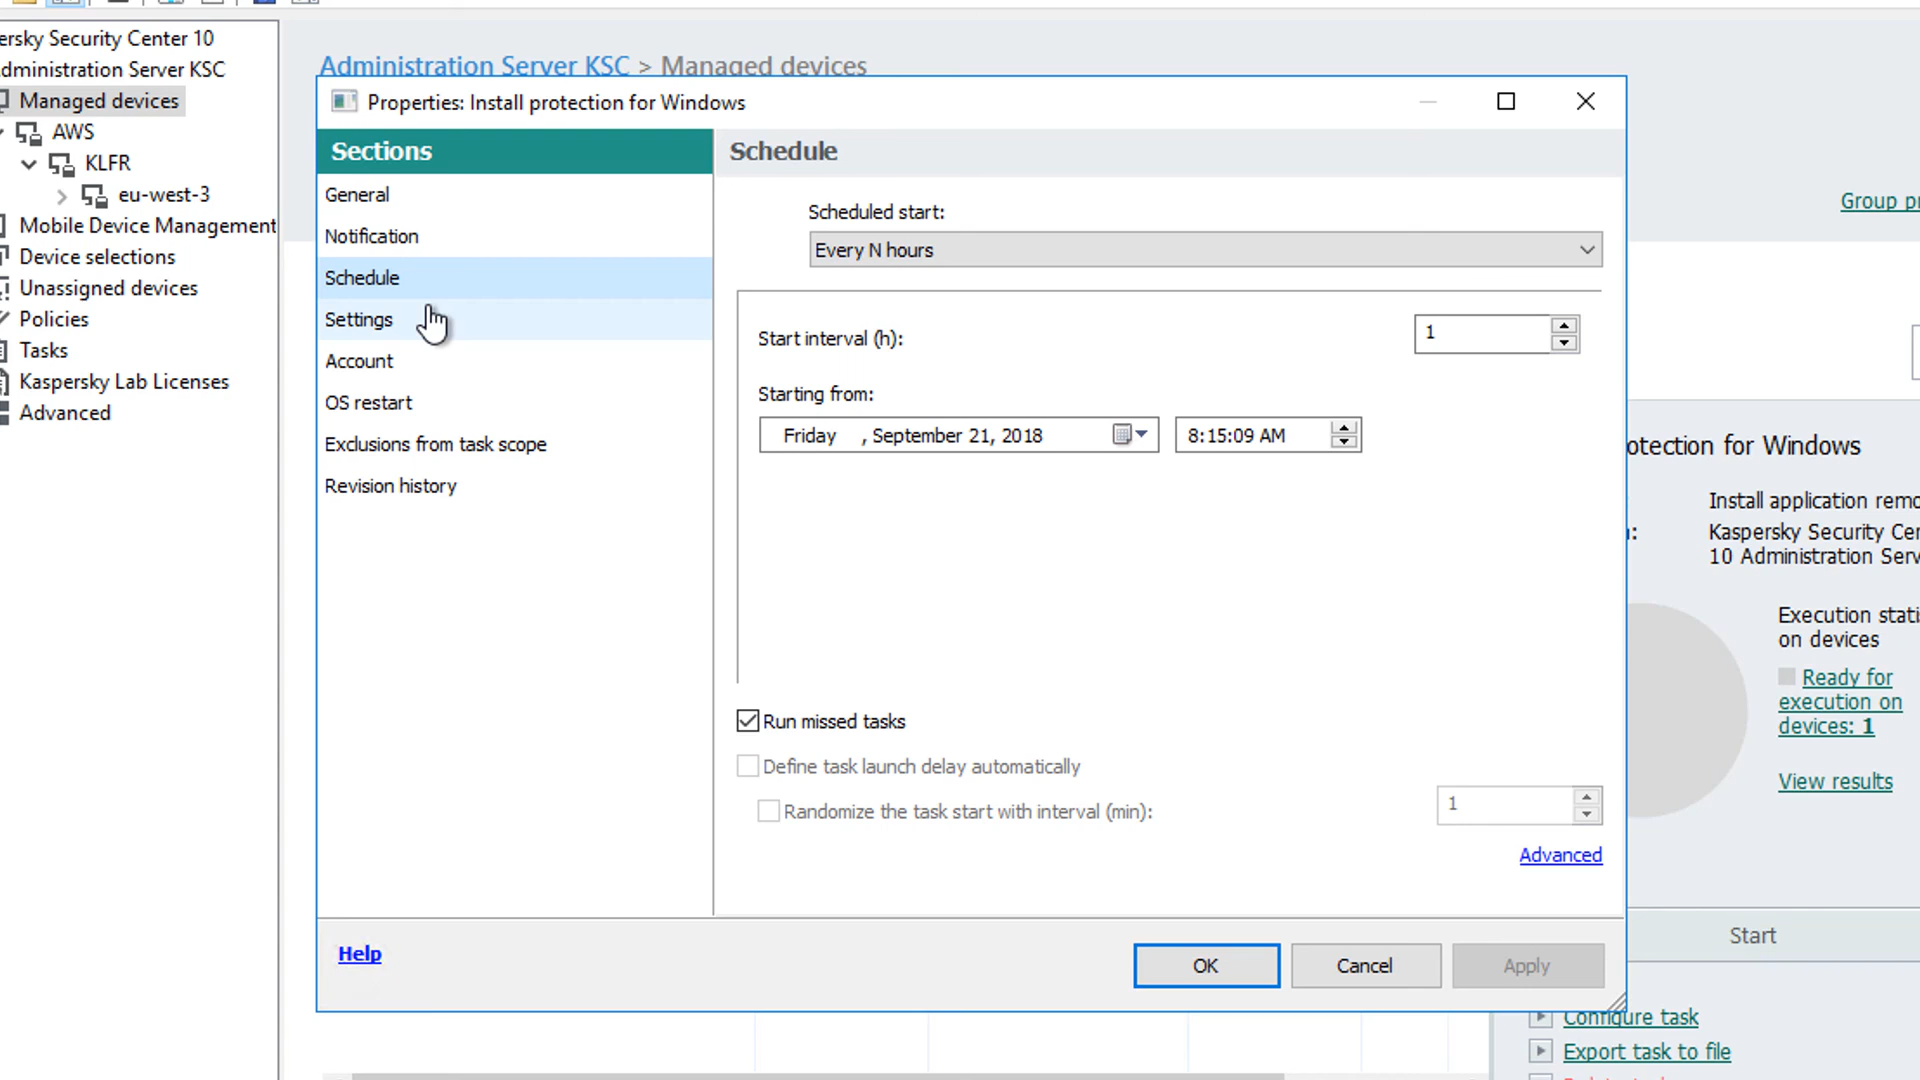 ersky Security Center 10
dministration Server KSC
Managed devices
AWS
KLFR
eu-west-3
Mobile Device Management
Device selections
Unassigned devices
Policies
Tasks
Kaspersky Lab Licenses
Advanced
Administration Server KSC > Managed devices
Properties: Install protection for Windows
Sections
General
Notification
Schedule
Settings
Account
OS restart
Exclusions from task scope
Revision history
Schedule
Scheduled start:
Every N hours
Start interval (h):
1
Starting from:
Friday , September 21, 2018
8:15:09 AM
Run missed tasks
Define task launch delay automatically
Randomize the task start with interval (min):
1
Advanced
Help
OK
Cancel
Apply
Group pr
otection for Windows
Install application remo
Kaspersky Security Cen
10 Administration Serv
Execution stati
on devices
Ready for
execution on
devices: 1
View results
Start
Configure task
Export task to file